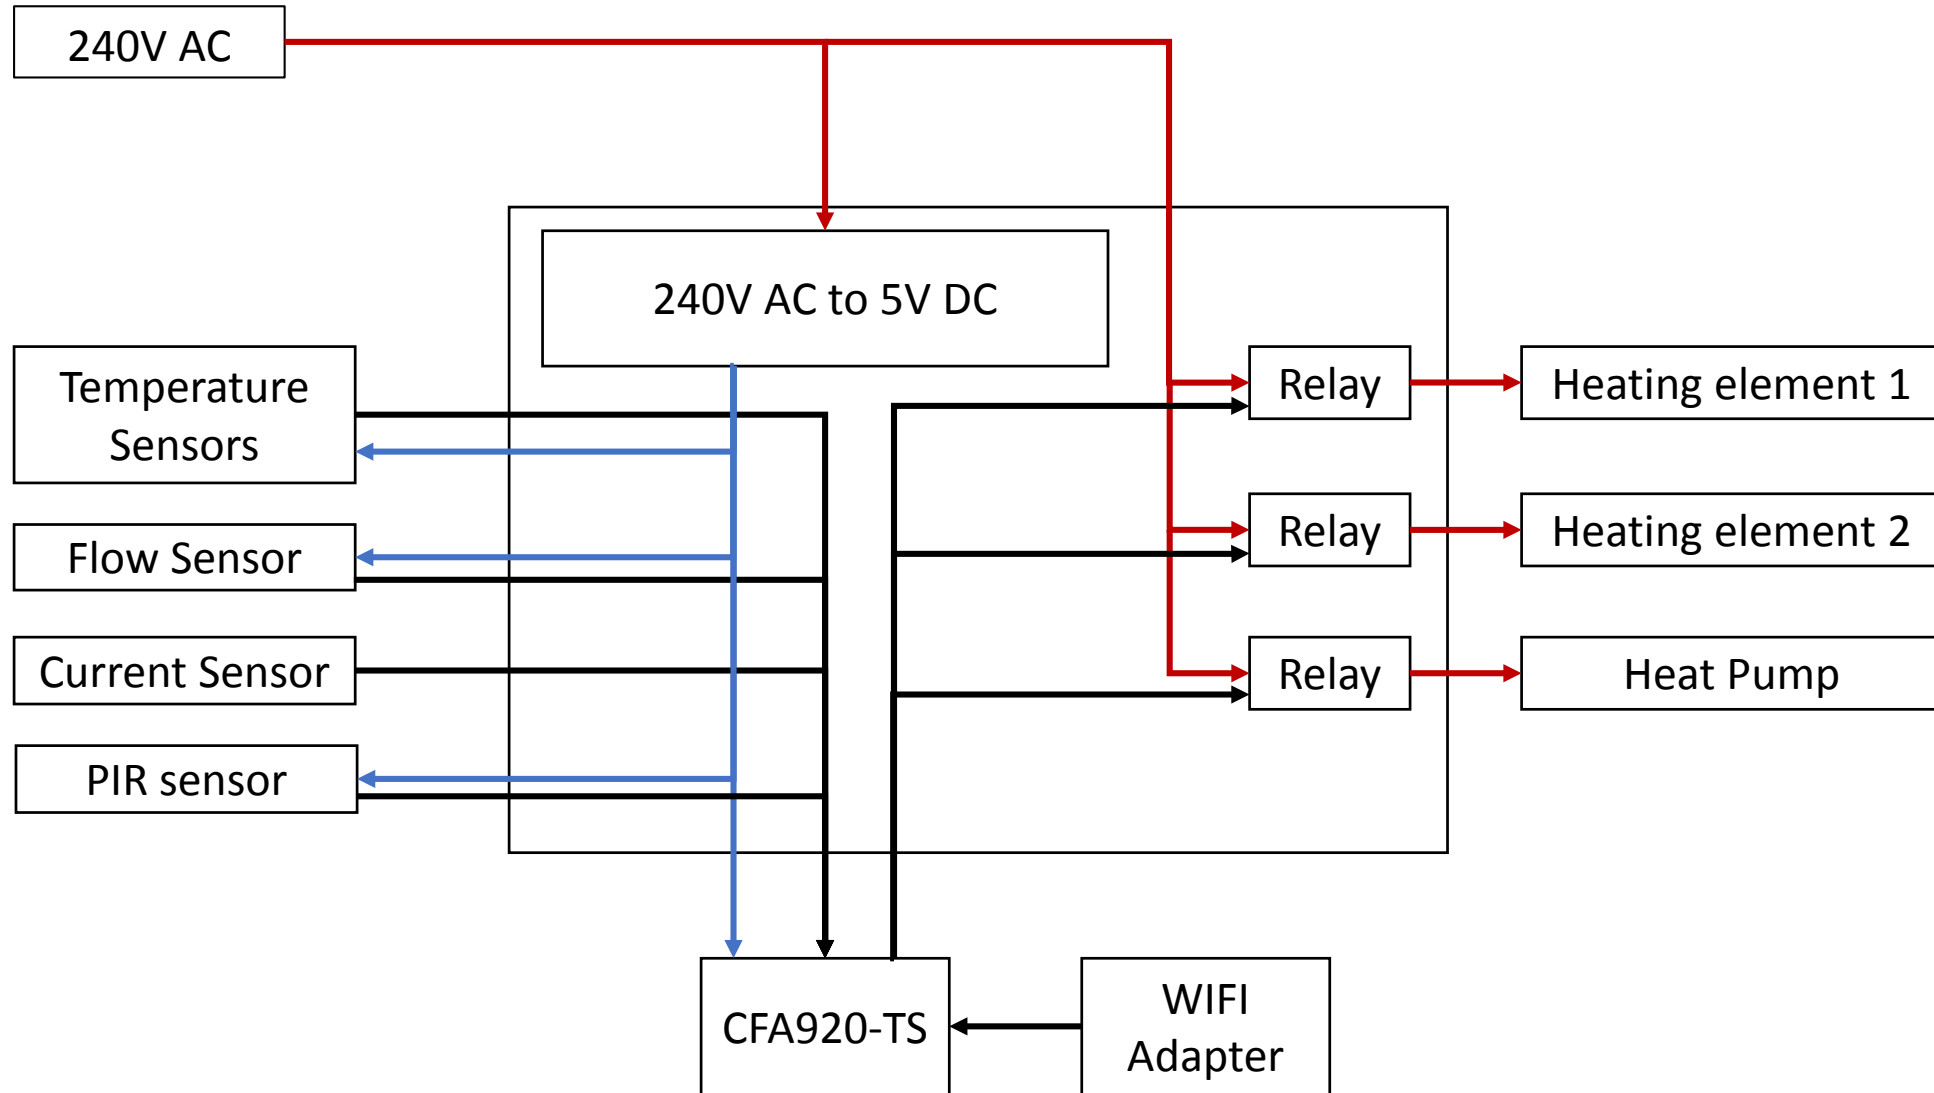 240V AC
240V AC to 5V DC
Temperature
Sensors
Relay
Heating element 1
Flow Sensor
Relay
Heating element 2
Current Sensor
Relay
Heat Pump
PIR sensor
CFA920-TS
WIFI
Adapter